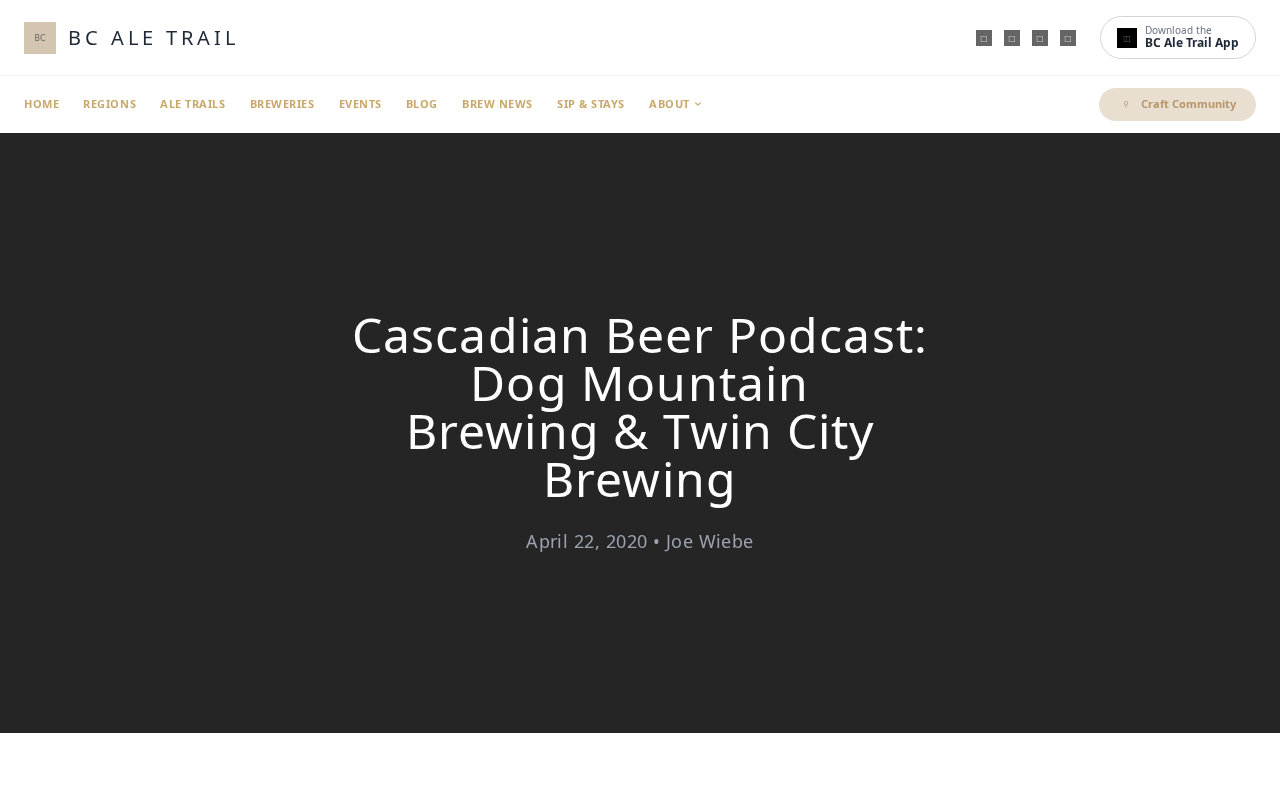 BC
BC ALE TRAIL
Download the
BC Ale Trail App
HOME
REGIONS
ALE TRAILS
BREWERIES
EVENTS
BLOG
BREW NEWS
SIP & STAYS
ABOUT
Craft Community
Cascadian Beer Podcast:
Dog Mountain
Brewing & Twin City
Brewing
April 22, 2020 • Joe Wiebe